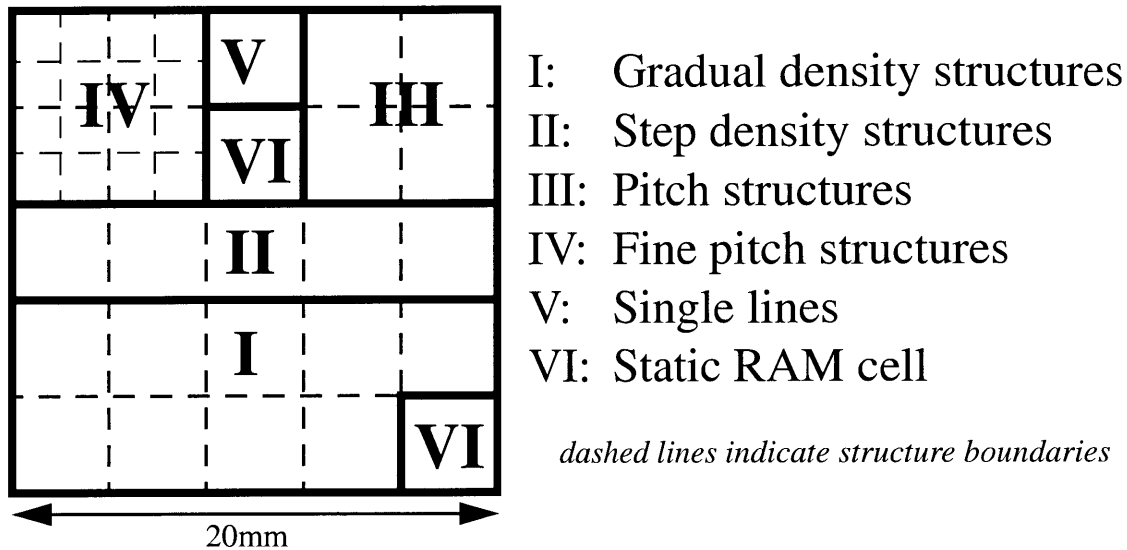 IV
V
III
VI
II
I
VI
20mm
I: Gradual density structures
II: Step density structures
III: Pitch structures
IV: Fine pitch structures
V: Single lines
VI: Static RAM cell
dashed lines indicate structure boundaries